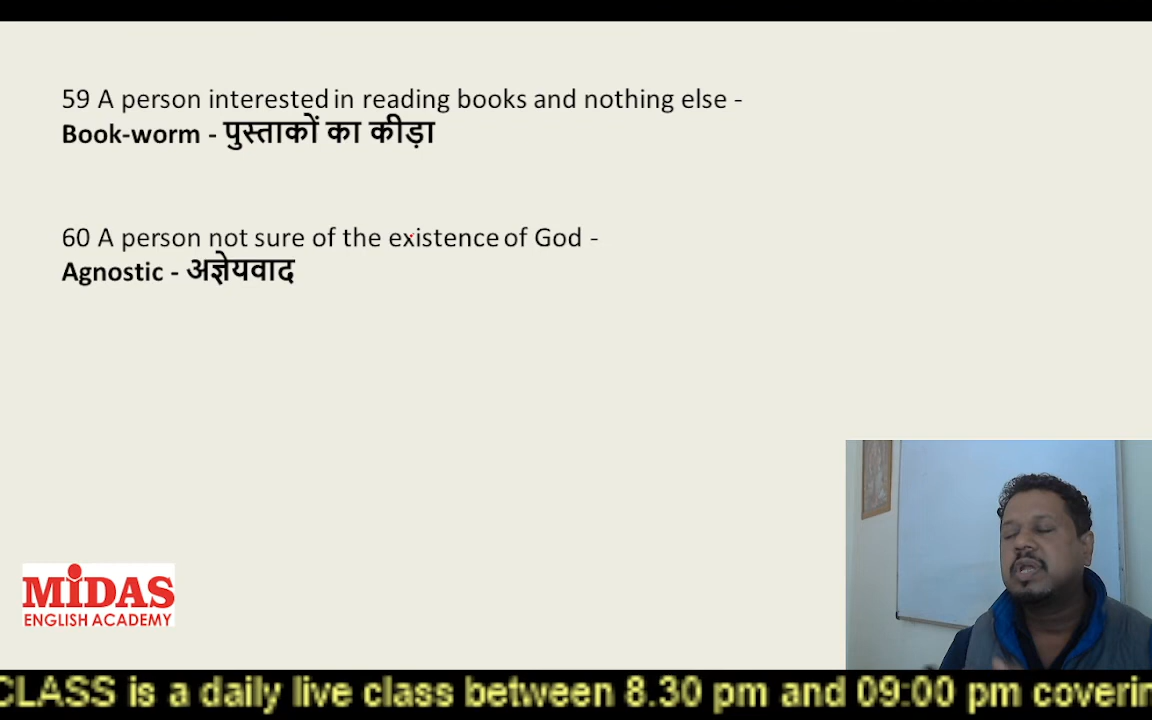 59 A person interested in reading books and nothing else -
Book-worm - पुस्ताकों का कीड़ा
60 A person not sure of the existence of God -
Agnostic - अज्ञेयवाद
MiDAS
ENGLISH ACADEMY
CLASS is a daily live class between 8.30 pm and 09:00 pm coverin